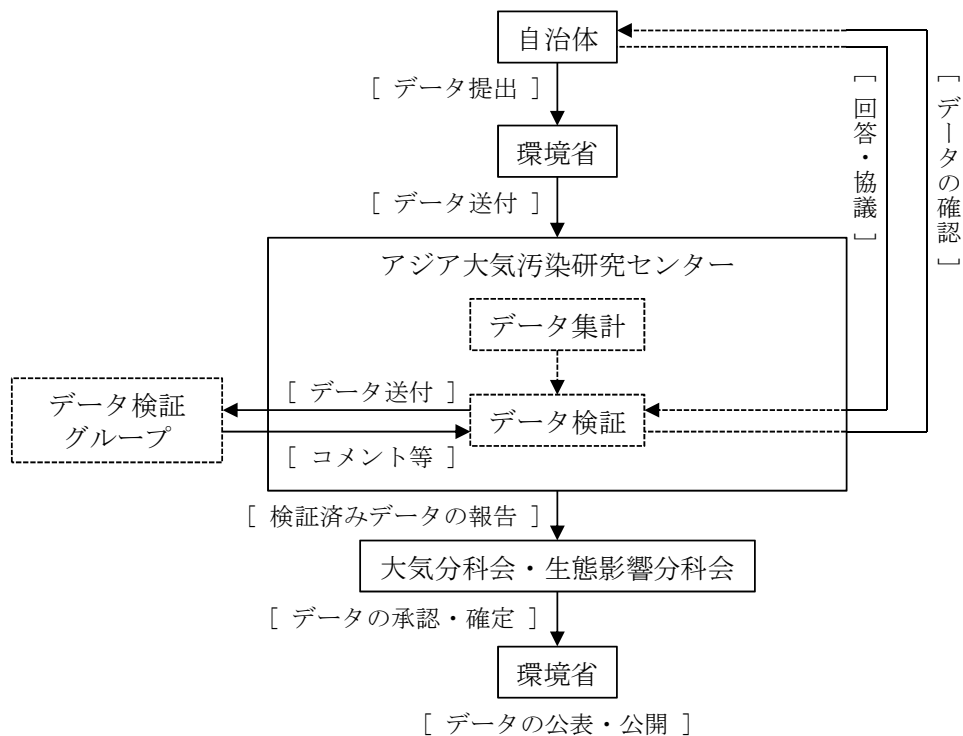 自治体
[ データ提出 ]
環境省
[ データ送付 ]
[ 回答・協議 ]
[ データの確認 ]
アジア大気汚染研究センター
データ集計
[ データ送付 ]
データ検証
グループ
データ検証
[ コメント等 ]
[ 検証済みデータの報告 ]
大気分科会・生態影響分科会
[ データの承認・確定 ]
環境省
[ データの公表・公開 ]